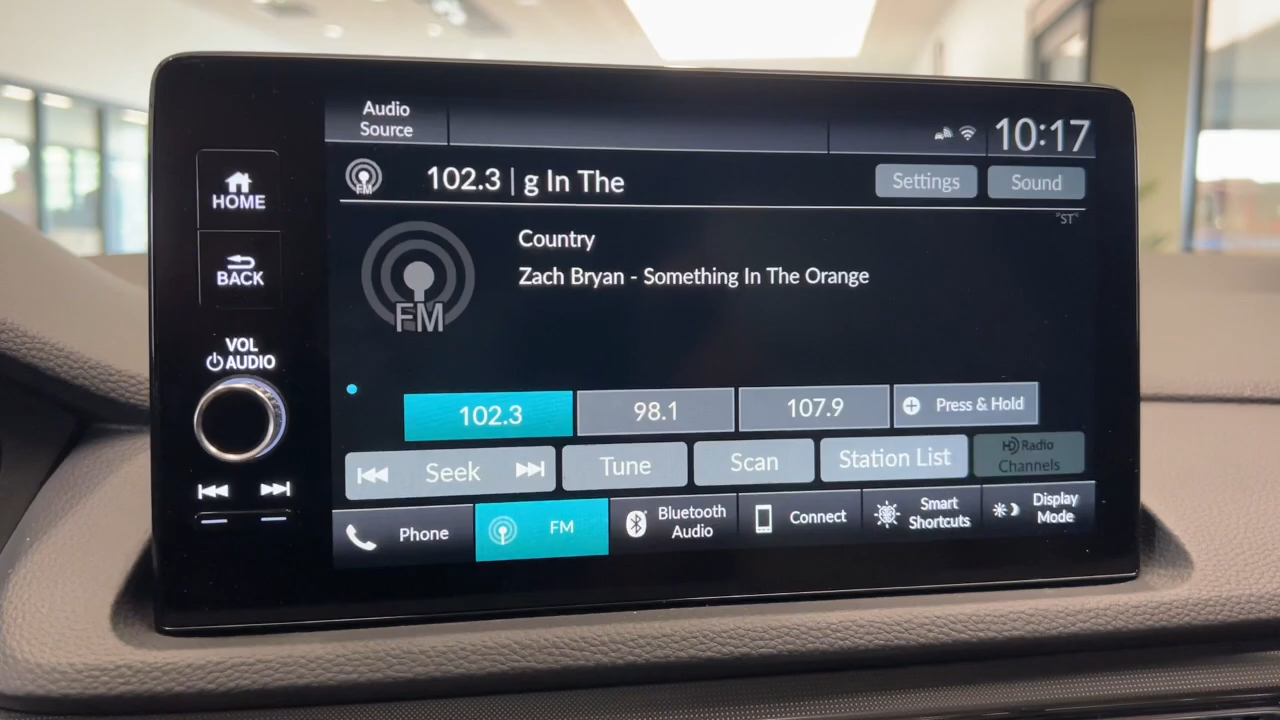 Audio
Source
10:17
FM
102.3 | g In The
Settings
Sound
"ST"
HOME
BACK
VOL
AUDIO
FM
Country
Zach Bryan - Something In The Orange
102.3
98.1
107.9
Press & Hold
Seek
Tune
Scan
Station List
HD Radio
Channels
Phone
FM
Bluetooth
Audio
Connect
Smart
Shortcuts
Display
Mode